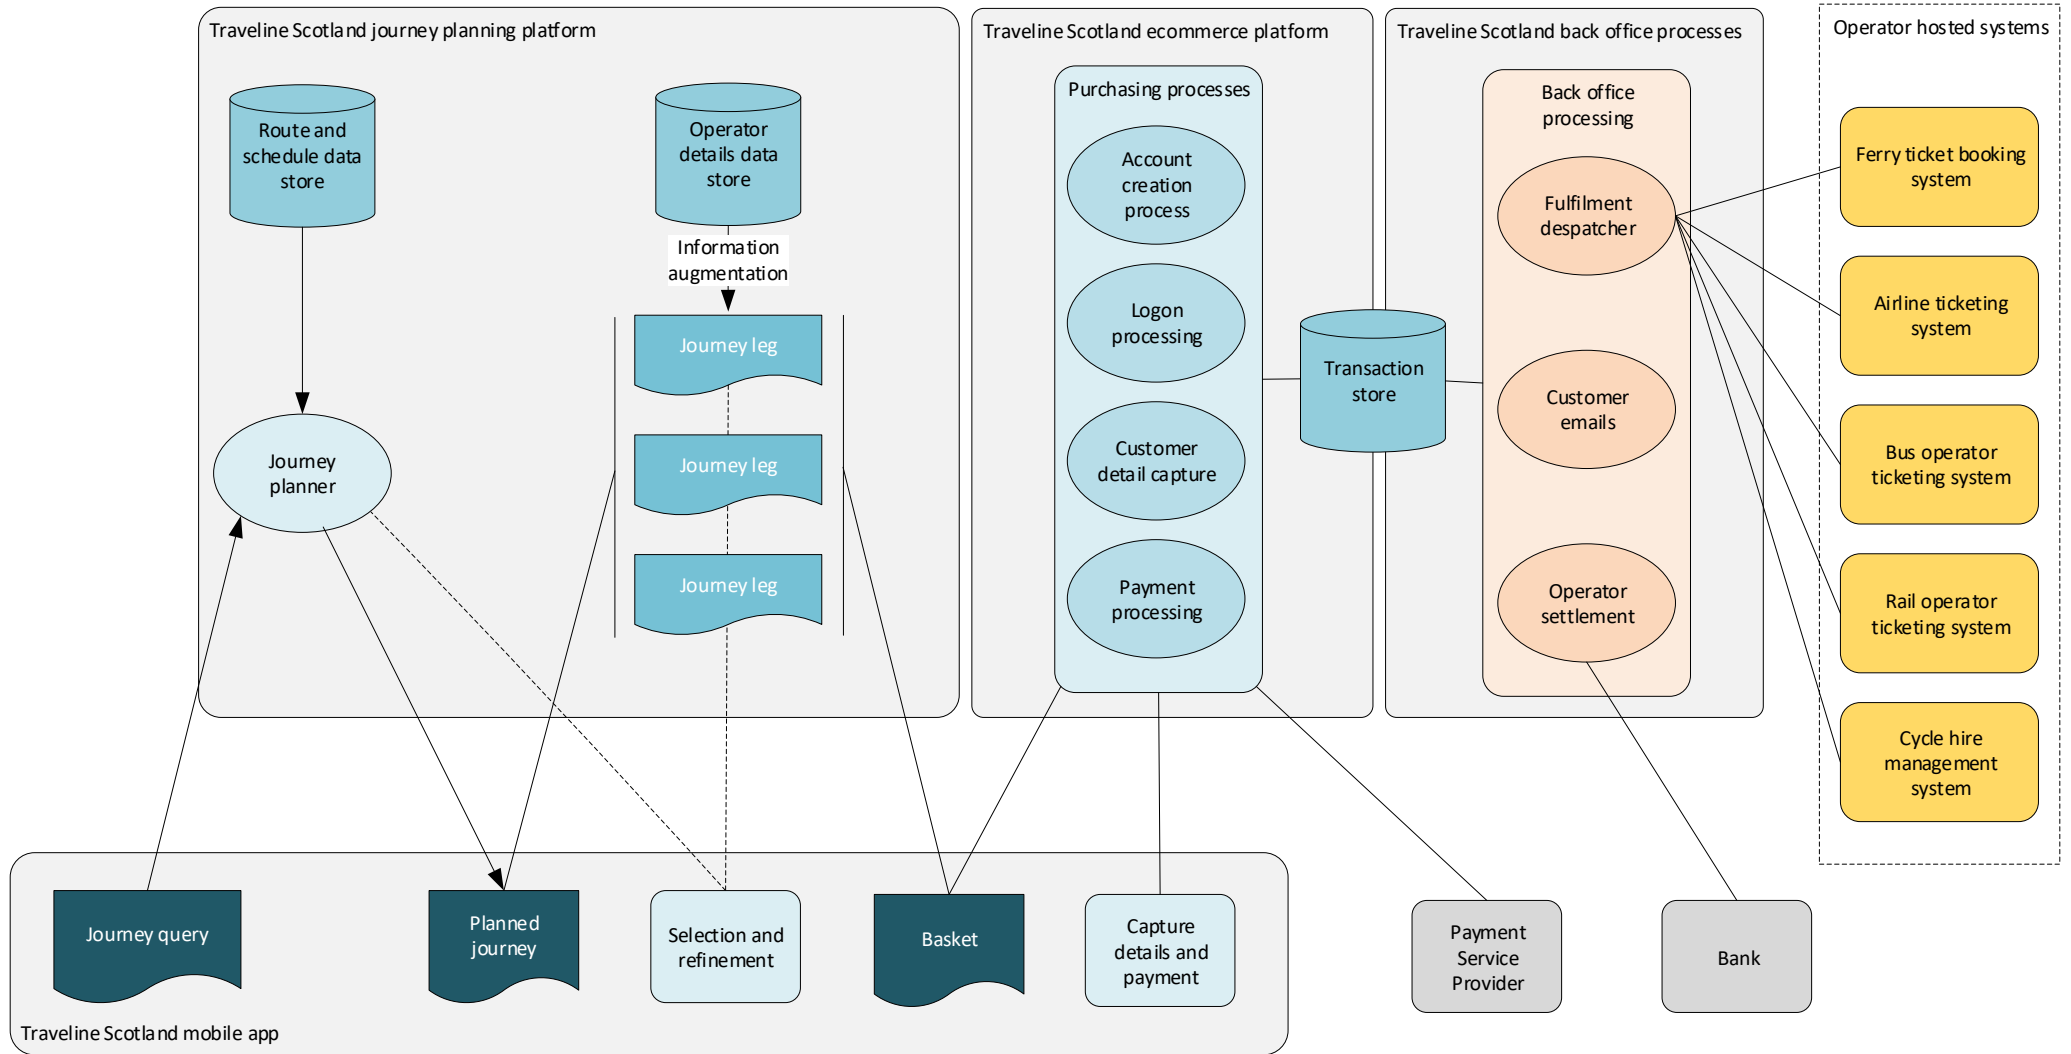 Traveline Scotland journey planning platform
Route and
schedule data
store
Operator
details data
store
Information
augmentation
Journey leg
Journey leg
Journey leg
Journey
planner
Traveline Scotland ecommerce platform
Purchasing processes
Account
creation
process
Logon
processing
Customer
detail capture
Payment
processing
Transaction
store
Traveline Scotland back office processes
Back office
processing
Fulfilment
despatcher
Customer
emails
Operator
settlement
Operator hosted systems
Ferry ticket booking
system
Airline ticketing
system
Bus operator
ticketing system
Rail operator
ticketing system
Cycle hire
management
system
Journey query
Planned
journey
Selection and
refinement
Basket
Capture
details and
payment
Traveline Scotland mobile app
Payment
Service
Provider
Bank